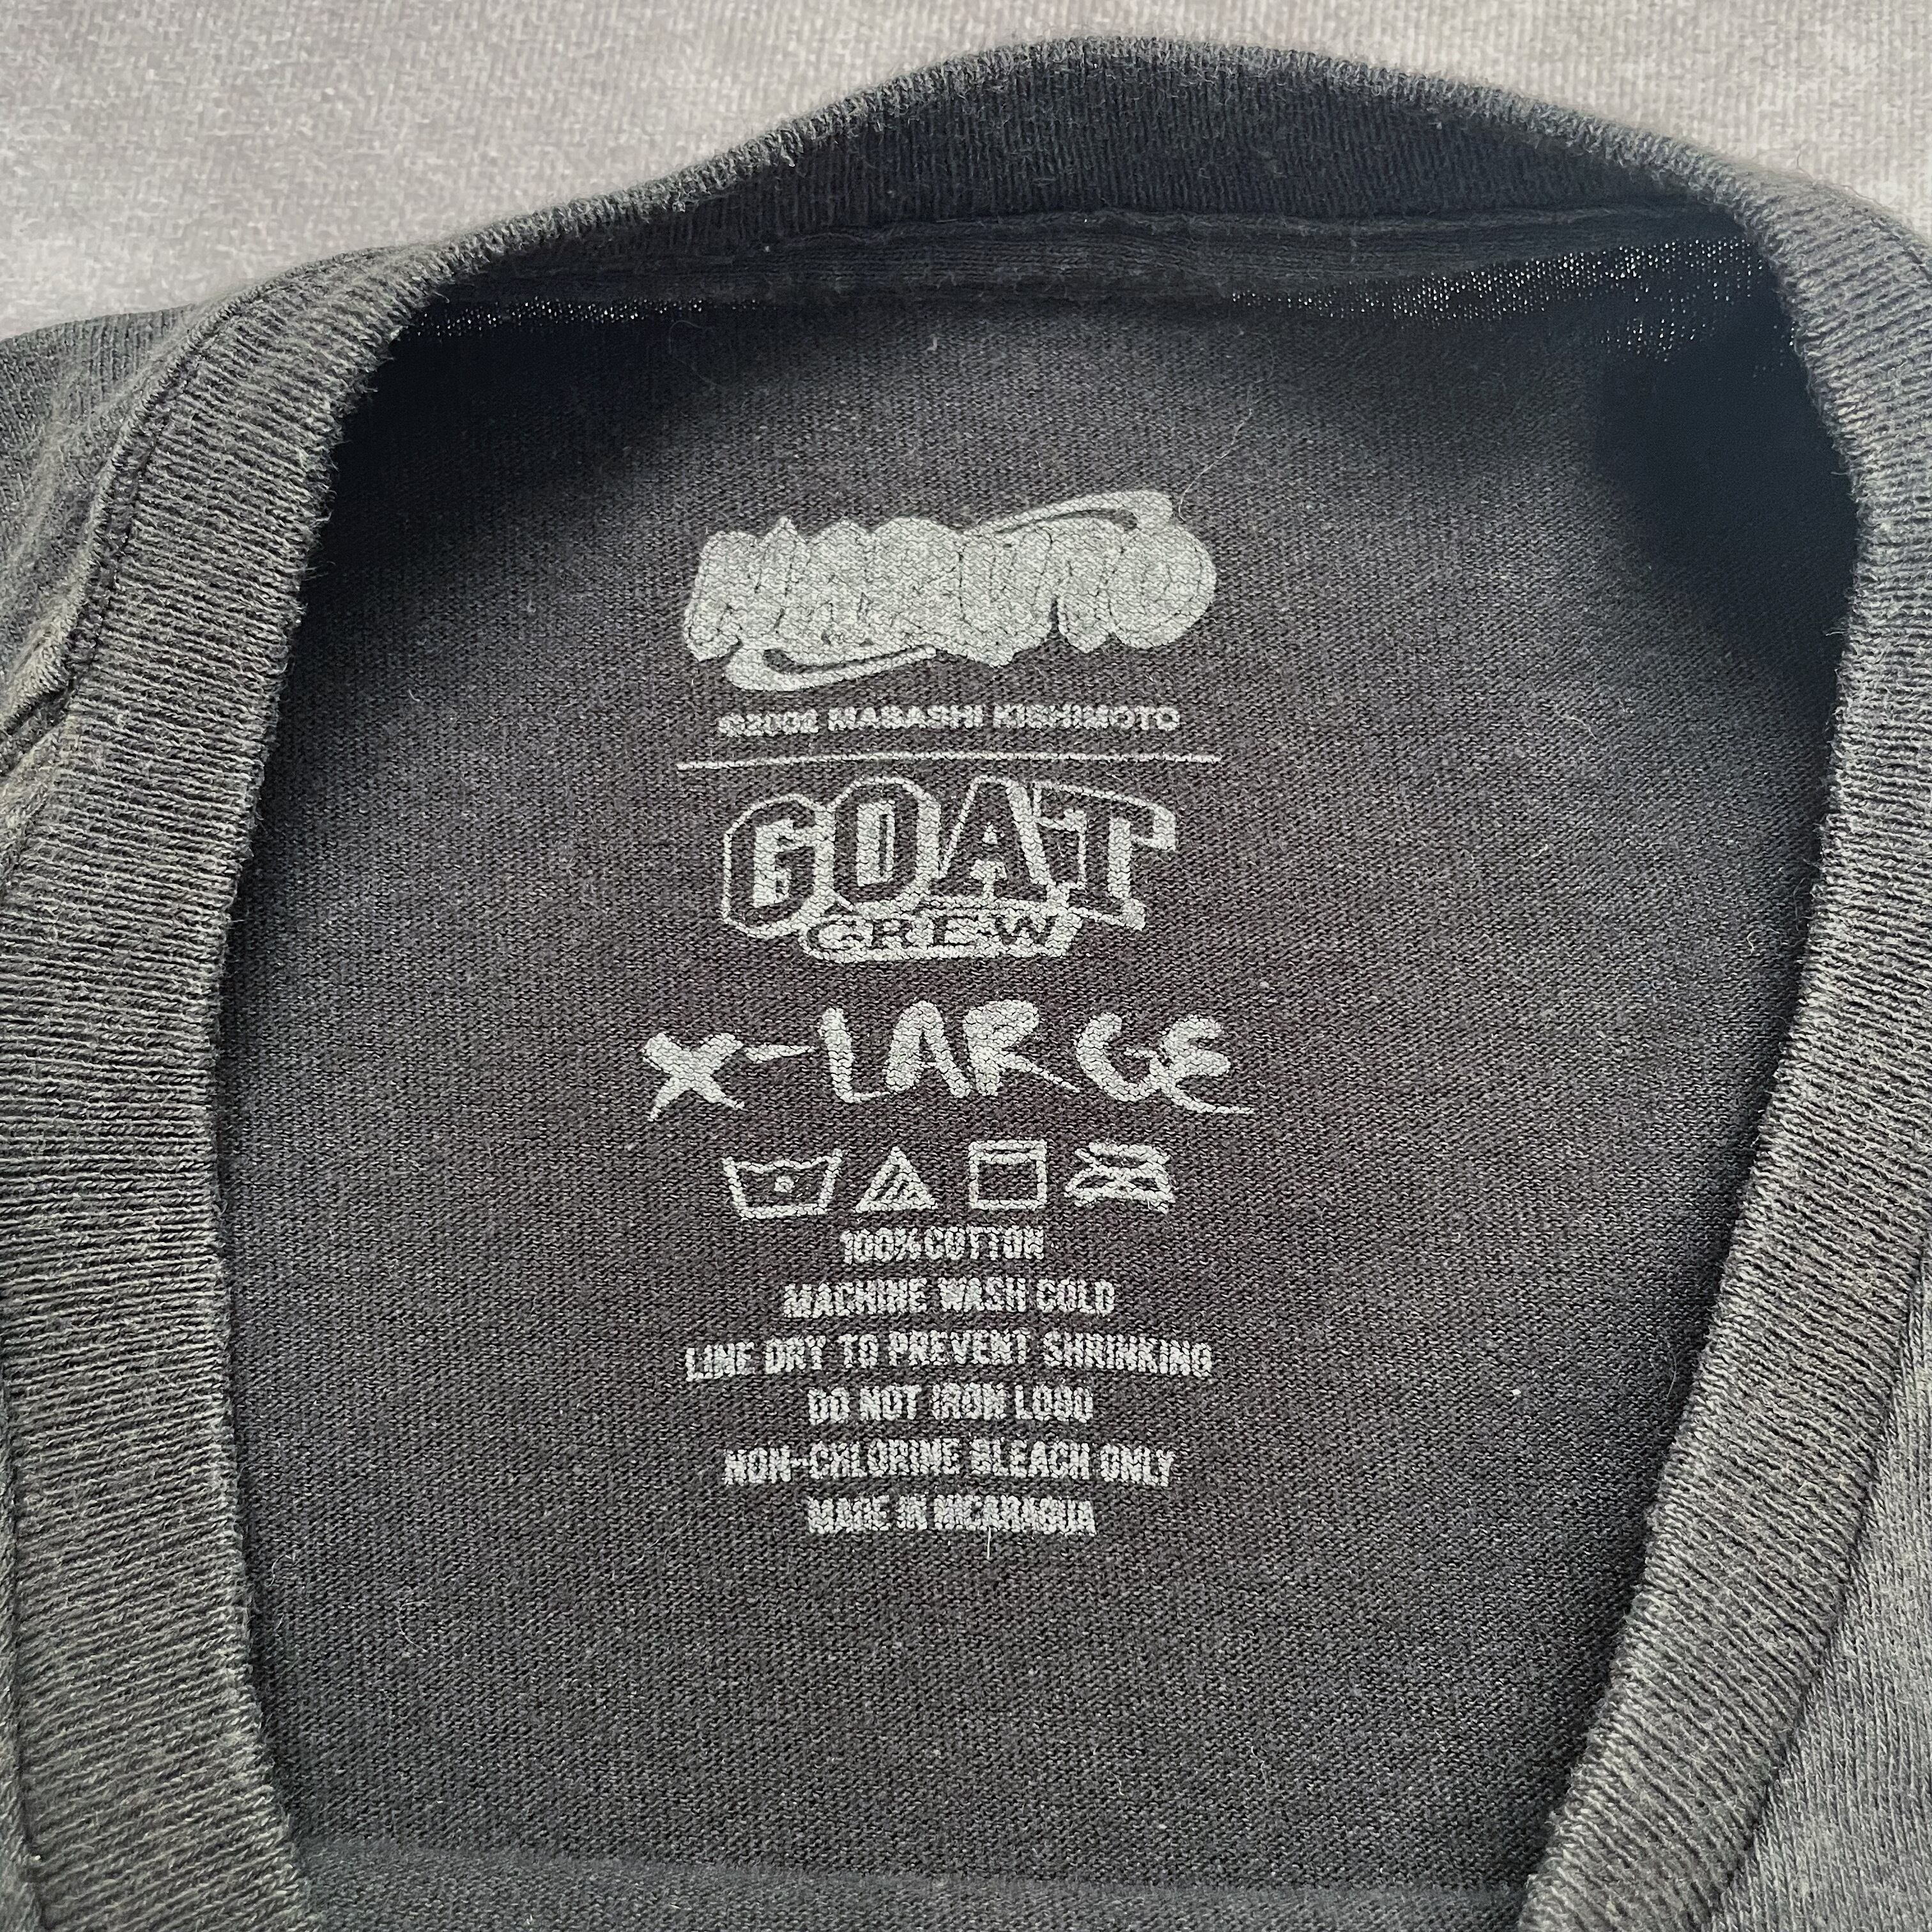 NARUTO
©2002 MASASHI KISHIMOTO
GOAT
CREW
X-LARGE
100% COTTON
MACHINE WASH COLD
LINE DRY TO PREVENT SHRINKING
DO NOT IRON LOGO
NON-CHLORINE BLEACH ONLY
MADE IN NICARAGUA